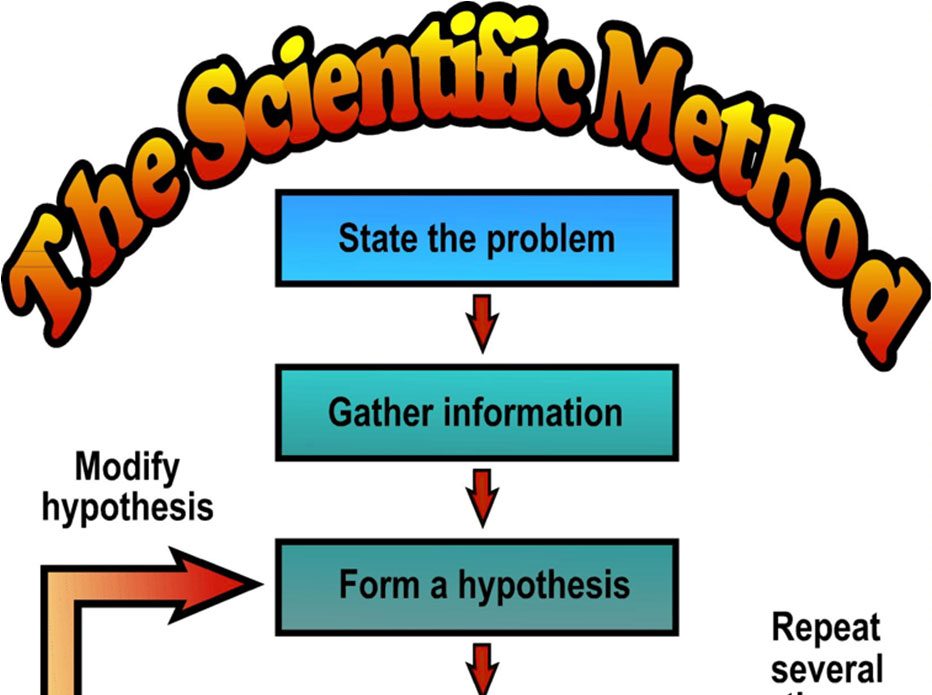 The Scientific Method
State the problem
Gather information
Modify
hypothesis
Form a hypothesis
Repeat
several